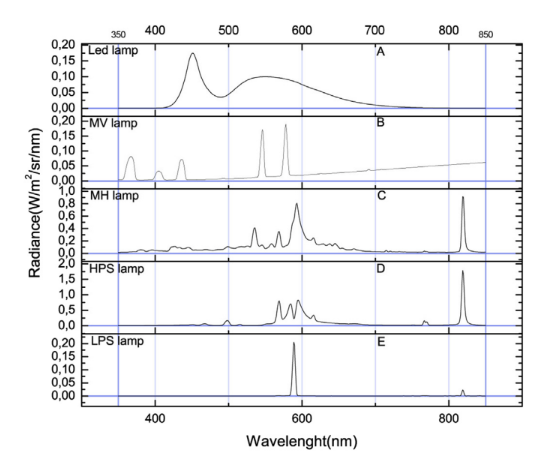 350 400 500 600 700 800 850
0,20 Led lamp A
0,15
0,10
0,05
0,00
0,20 MV lamp B
0,15
0,10
0,05
0,00
1,0 MH lamp C
0,8
0,6
0,4
0,2
0,0
2,0 HPS lamp D
1,5
1,0
0,5
0,0
LPS lamp E
0,20
0,15
0,10
0,05
0,00
Radiance(W/m²/sr/nm)
400 500 600 700 800
Wavelenght(nm)